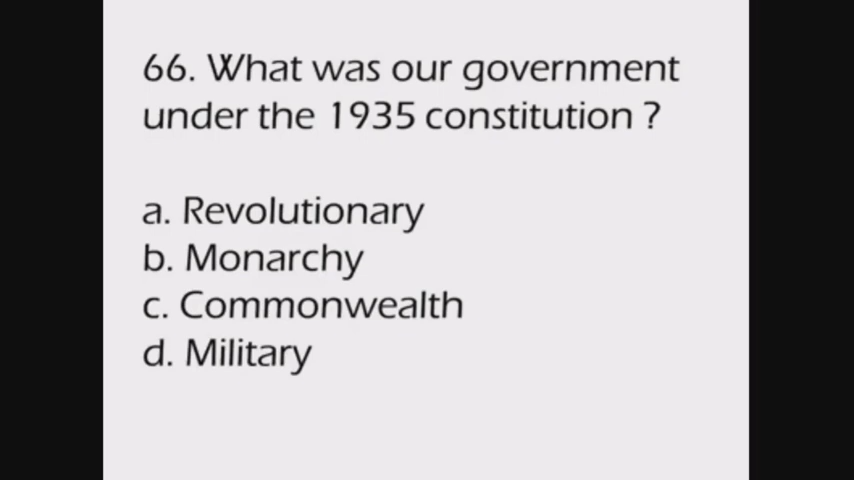 66. What was our government
under the 1935 constitution ?
a. Revolutionary
b. Monarchy
c. Commonwealth
d. Military